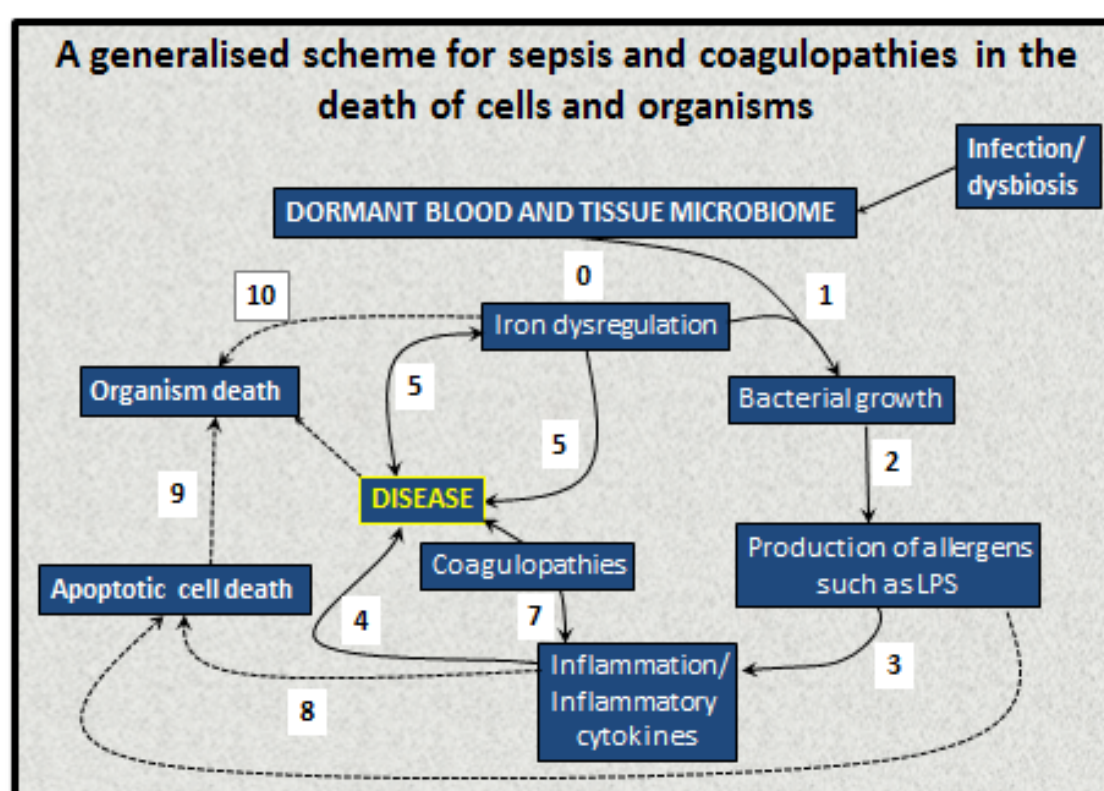 A generalised scheme for sepsis and coagulopathies in the
death of cells and organisms
Infection/
dysbiosis
DORMANT BLOOD AND TISSUE MICROBIOME
0
1
10
Iron dysregulation
Organism death
5
Bacterial growth
5
2
9
DISEASE
Coagulopathies
Production of allergens
such as LPS
Apoptotic cell death
4
7
3
Inflammation/
Inflammatory
cytokines
8